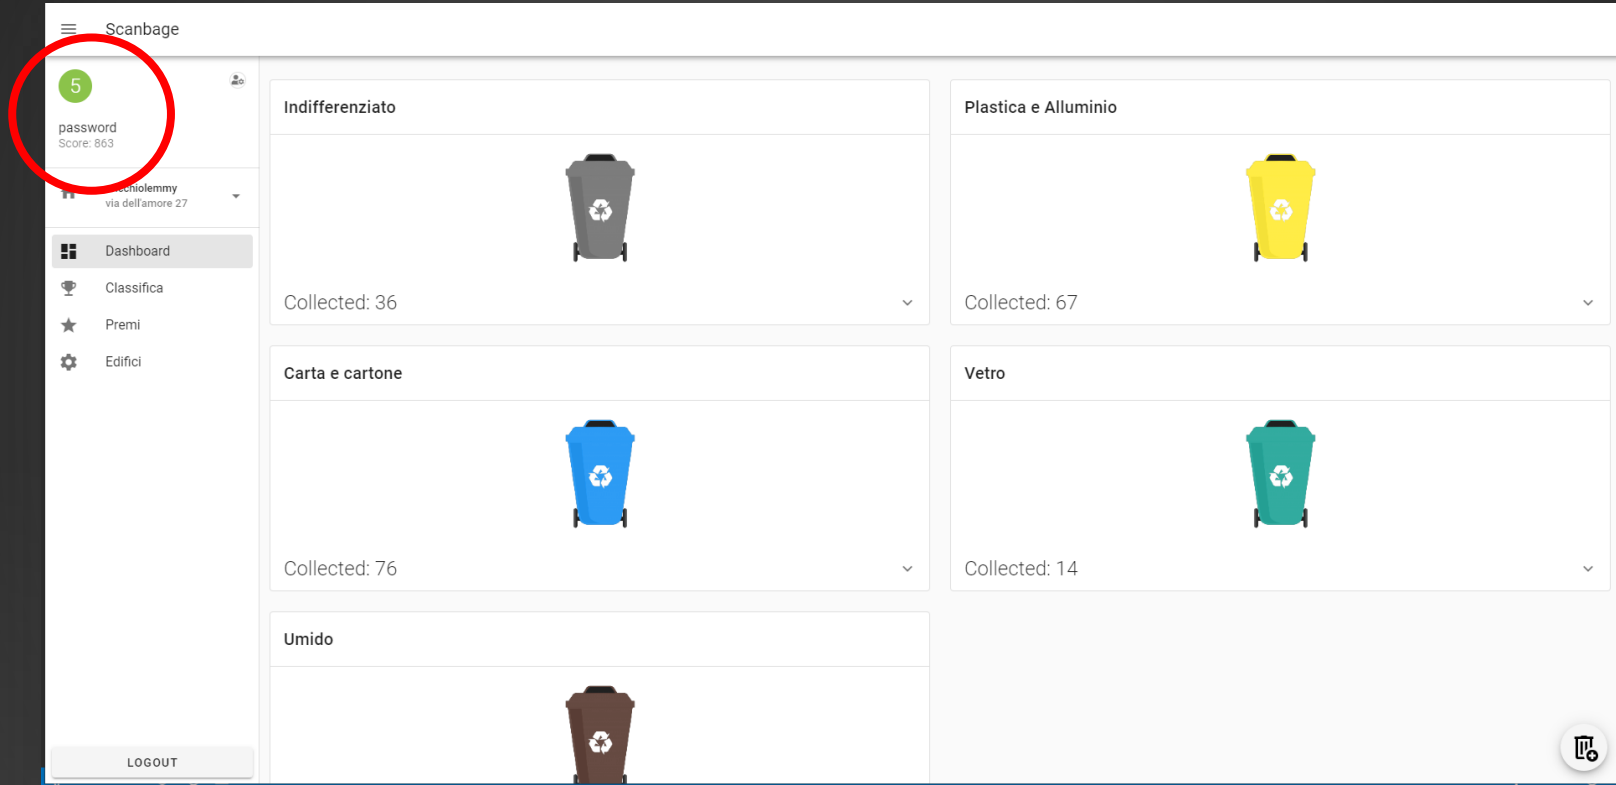 Scanbage
5
password
Score: 863
via dell'amore 27
Dashboard
Classifica
Premi
Edifici
LOGOUT
Indifferenziato
Collected: 36
Plastica e Alluminio
Collected: 67
Carta e cartone
Collected: 76
Vetro
Collected: 14
Umido